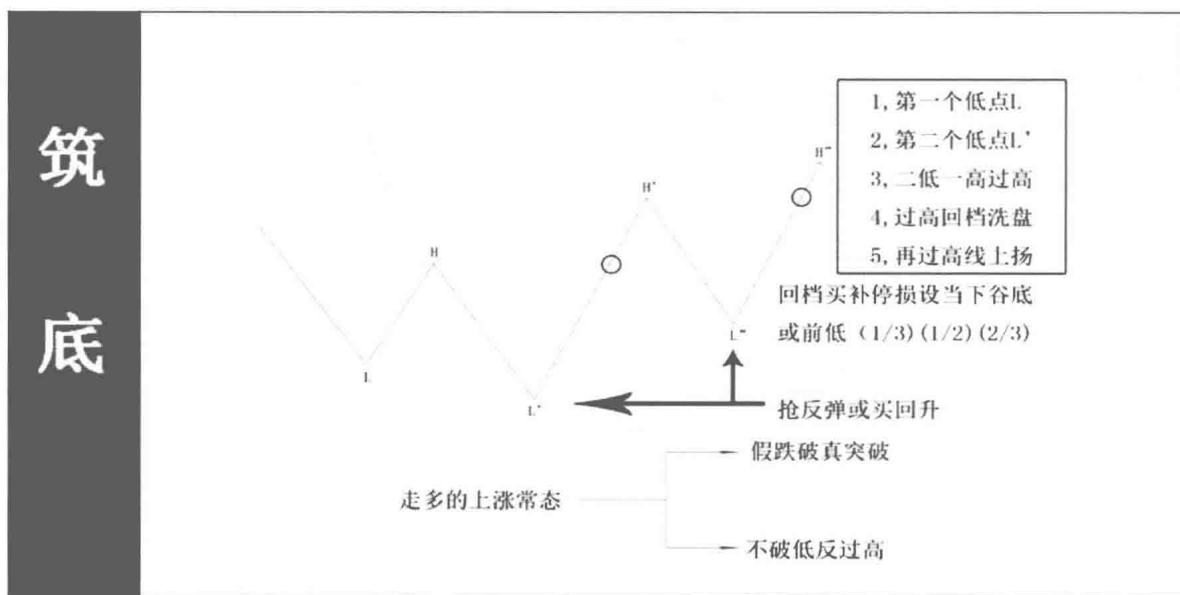 筑
底
1, 第一个低点L
2, 第二个低点L'
3, 二低一高过高
4, 过高回档洗盘
5, 再过高线上扬
H"
H'
H
L
L'
L"
回档买补停损设当下谷底
或前低 (1/3)(1/2)(2/3)
抢反弹或买回升
假跌破真突破
走多的上涨常态
不破低反过高